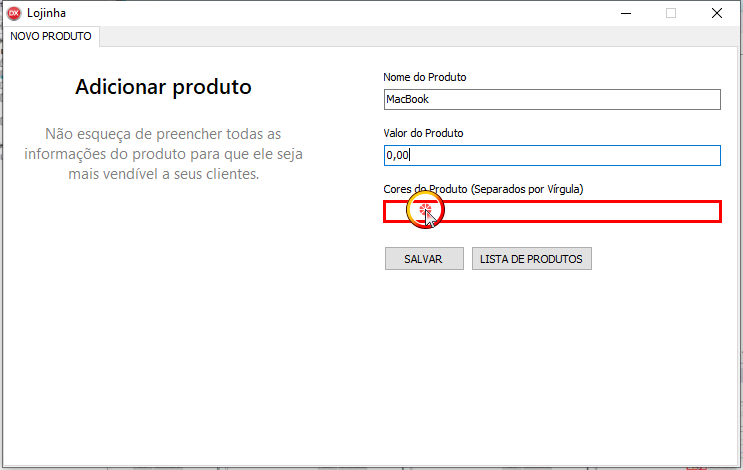 DX Lojinha
NOVO PRODUTO
Adicionar produto
Não esqueça de preencher todas as
informações do produto para que ele seja
mais vendível a seus clientes.
Nome do Produto
MacBook
Valor do Produto
0,00
Cores do Produto (Separados por Vírgula)
SALVAR
LISTA DE PRODUTOS